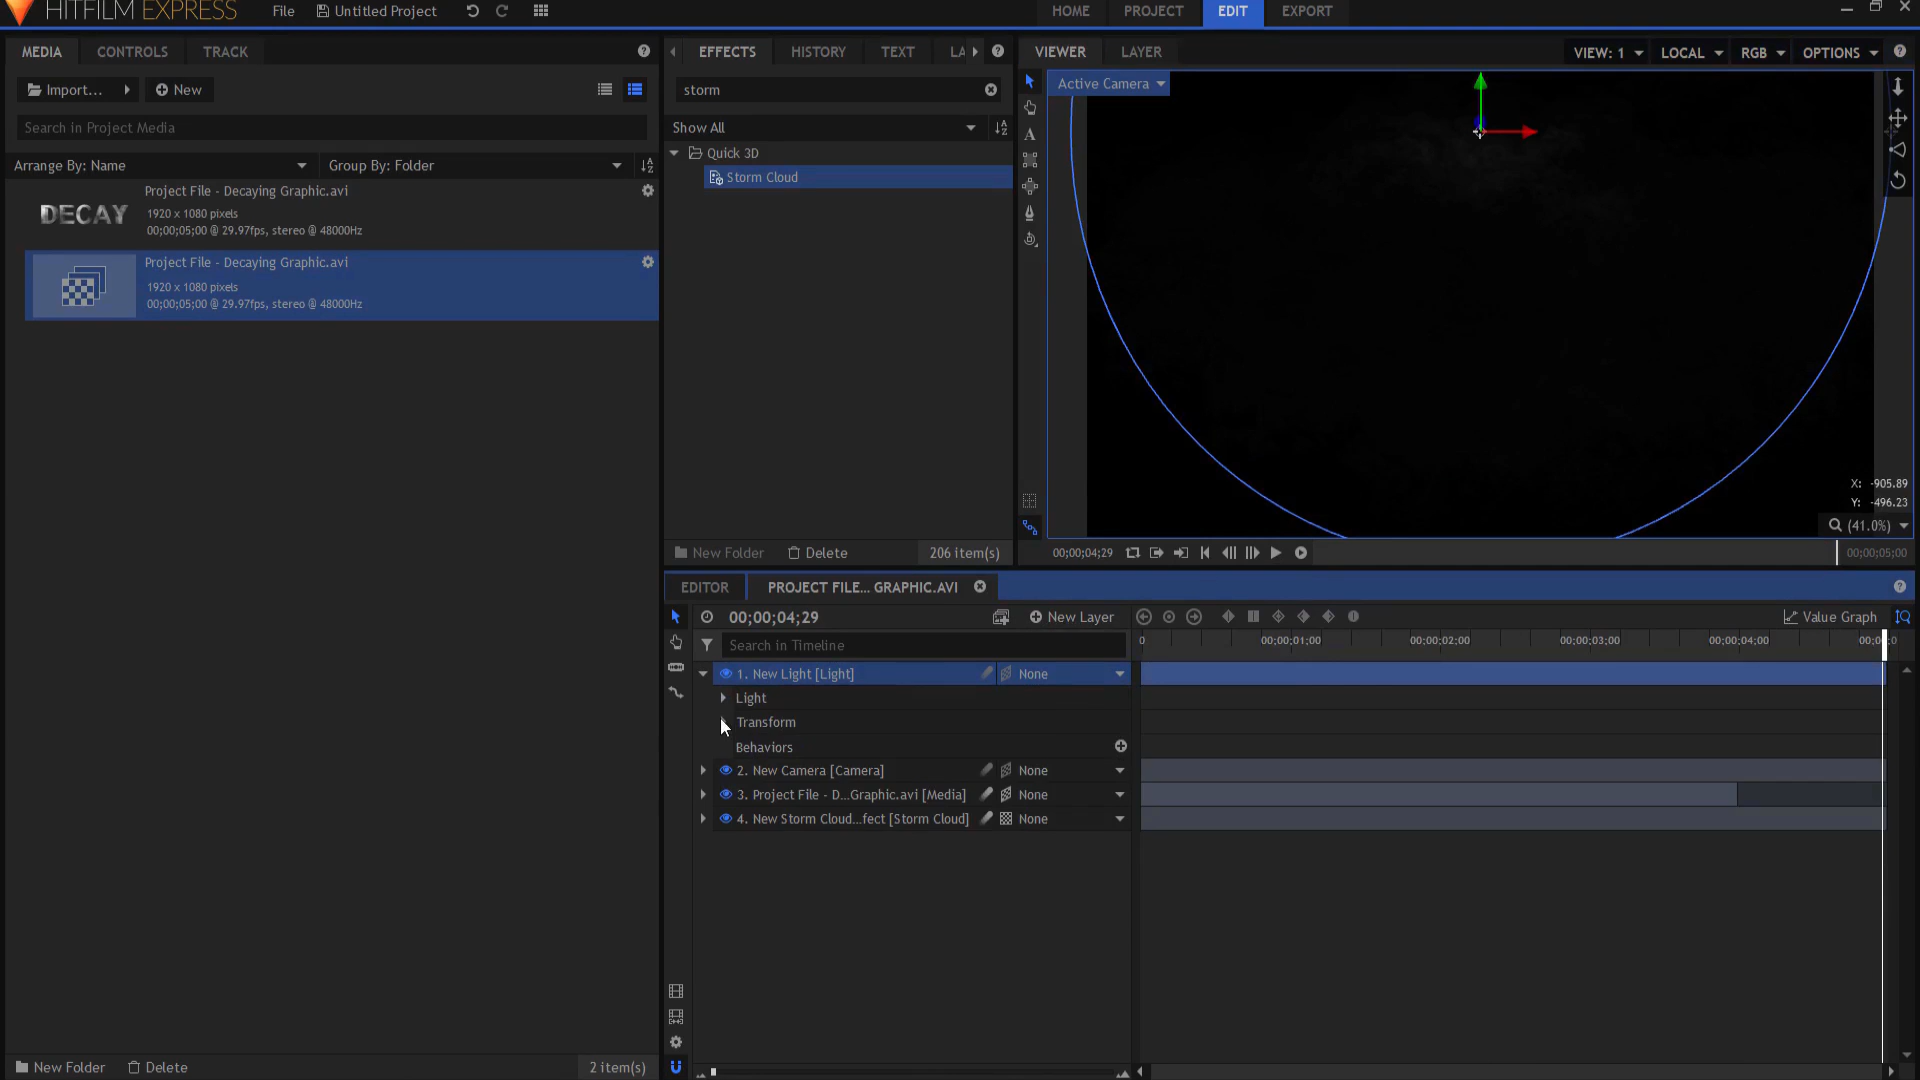 HITFILM EXPRESS
File
Untitled Project
HOME
PROJECT
EDIT
EXPORT
MEDIA
CONTROLS
TRACK
EFFECTS
HISTORY
TEXT
LA
VIEWER
LAYER
VIEW: 1
LOCAL
RGB
OPTIONS
Import...
New
storm
Active Camera
Search in Project Media
Show All
Arrange By: Name
Group By: Folder
Quick 3D
Storm Cloud
DECAY
Project File - Decaying Graphic.avi
1920 x 1080 pixels
00;00;05;00 @ 29.97fps, stereo @ 48000Hz
Project File - Decaying Graphic.avi
1920 x 1080 pixels
00;00;05;00 @ 29.97fps, stereo @ 48000Hz
X: -905.89
Y: -496.23
(41.0%)
New Folder
Delete
206 item(s)
00;00;04;29
00;00;05;00
EDITOR
PROJECT FILE... GRAPHIC.AVI
00;00;04;29
New Layer
Value Graph
Search in Timeline
0
00;00;01;00
00;00;02;00
00;00;03;00
00;00;04;00
1. New Light [Light]
None
Light
Transform
Behaviors
2. New Camera [Camera]
None
3. Project File - D...Graphic.avi [Media]
None
4. New Storm Cloud...fect [Storm Cloud]
None
New Folder
Delete
2 item(s)